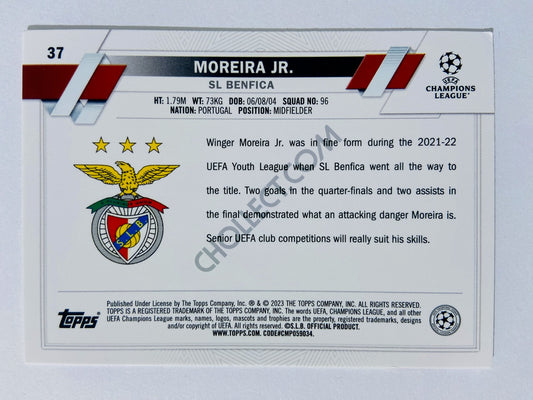 37
MOREIRA JR.
SL BENFICA
UEFA
CHAMPIONS
LEAGUE™
HT: 1.79M WT: 73KG DOB: 06/08/04 SQUAD NO: 96
NATION: PORTUGAL POSITION: MIDFIELDER
Winger Moreira Jr. was in fine form during the 2021-22
UEFA Youth League when SL Benfica went all the way to
the title. Two goals in the quarter-finals and two assists in
the final demonstrated what an attacking danger Moreira is.
Senior UEFA club competitions will really suit his skills.
SLB
CHOLLECT.COM
topps
Published Under License by The Topps Company, Inc. ® & © 2023 THE TOPPS COMPANY, INC. ALL RIGHTS RESERVED.
TOPPS IS A REGISTERED TRADEMARK OF THE TOPPS COMPANY, INC. The words UEFA, CHAMPIONS LEAGUE, and all other
UEFA Champions League marks, names, logos, mascots and trophies are the property, registered trademarks, designs
and/or copyright of UEFA. All rights reserved. ©S.L.B. OFFICIAL PRODUCT.
WWW.TOPPS.COM. CODE#CMP059034.